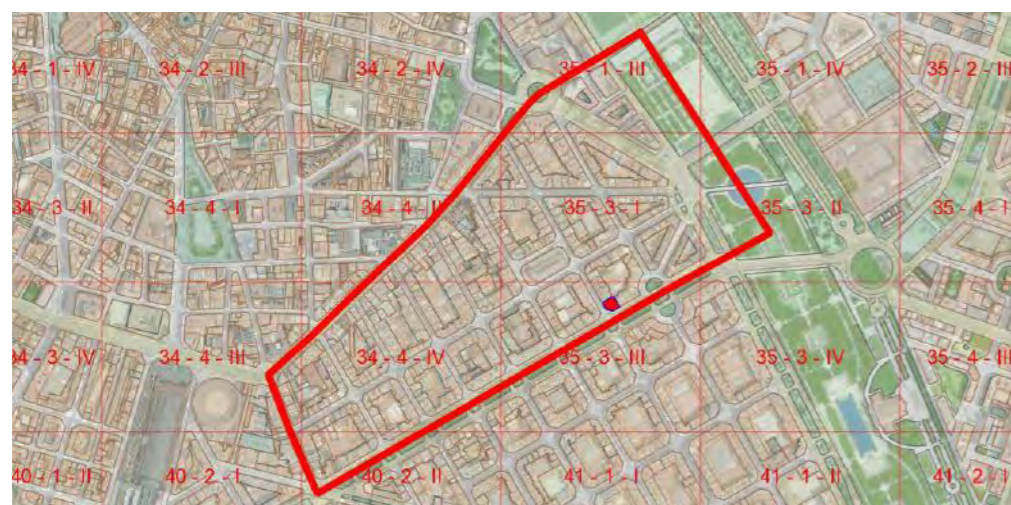 34 - 1 - IV 34 - 2 - III 34 - 2 - IV 35 - 1 - III 35 - 1 - IV 35 - 2 - III
34 - 3 - II 34 - 4 - I 34 - 4 - II 35 - 3 - I 35 - 3 - II 35 - 4 - I
34 - 3 - IV 34 - 4 - III 34 - 4 - IV 35 - 3 - III 35 - 3 - IV 35 - 4 - III
40 - 1 - II 40 - 2 - I 40 - 2 - II 41 - 1 - I 41 - 1 - II 41 - 2 - I